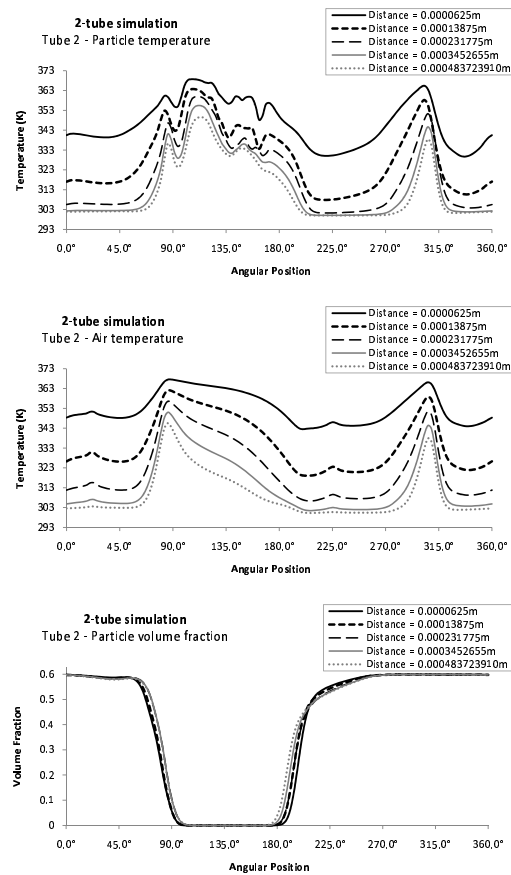 2-tube simulation
Tube 2 - Particle temperature
Distance = 0.0000625m
Distance = 0.00013875m
Distance = 0.000231775m
Distance = 0.0003452655m
Distance = 0.000483723910m
373
363
353
343
333
323
313
303
293
Temperature (K)
0,0° 45,0° 90,0° 135,0° 180,0° 225,0° 270,0° 315,0° 360,0°
Angular Position
2-tube simulation
Tube 2 - Air temperature
Distance = 0.0000625m
Distance = 0.00013875m
Distance = 0.000231775m
Distance = 0.0003452655m
Distance = 0.000483723910m
373
363
353
343
333
323
313
303
293
Temperature (K)
0,0° 45,0° 90,0° 135,0° 180,0° 225,0° 270,0° 315,0° 360,0°
Angular Position
2-tube simulation
Tube 2 - Particle volume fraction
Distance = 0.0000625m
Distance = 0.00013875m
Distance = 0.000231775m
Distance = 0.0003452655m
Distance = 0.000483723910m
0.6
0,5
0,4
0.3
0.2
0.1
0
Volume Fraction
0,0° 45,0° 90,0° 135,0° 180,0° 225,0° 270,0° 315,0° 360,0°
Angular Position